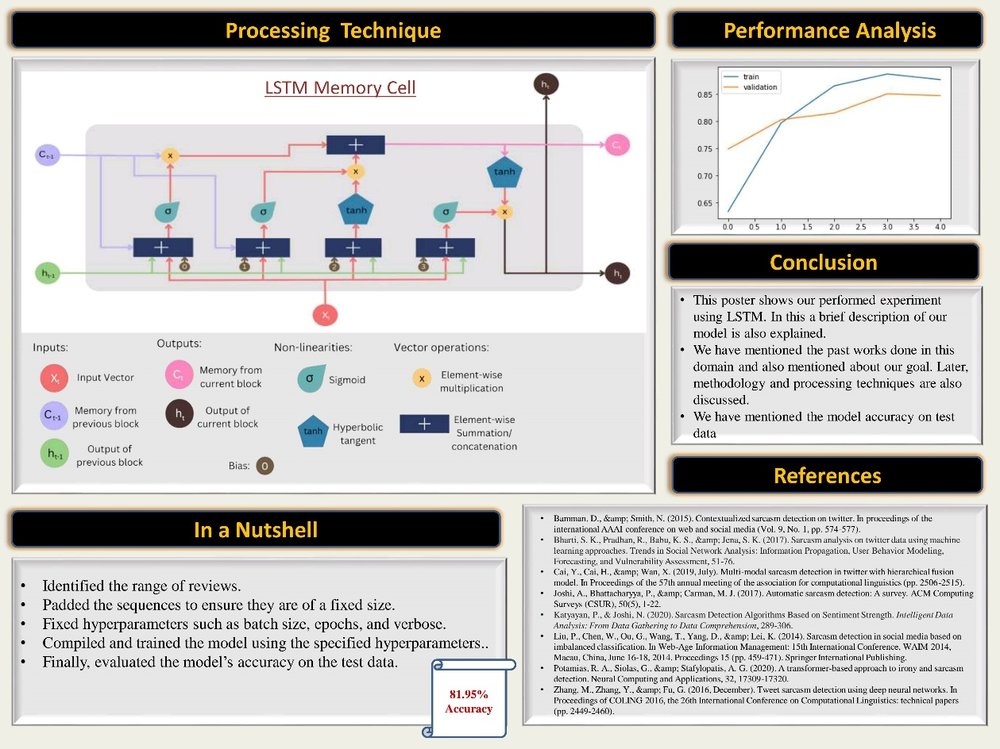 Processing Technique
LSTM Memory Cell
hₜ
Cₜ₋₁
x
+
Cₜ
x
tanh
σ
σ
tanh
σ
x
+
+
+
+
0
1
2
3
hₜ₋₁
hₜ
Xₜ
Inputs:
Xₜ Input Vector
Cₜ₋₁ Memory from
previous block
hₜ₋₁ Output of
previous block
Outputs:
Cₜ Memory from
current block
hₜ Output of
current block
Non-linearities:
σ Sigmoid
tanh Hyperbolic
tangent
Bias: 0
Vector operations:
x Element-wise
multiplication
+ Element-wise
Summation/
concatenation
Performance Analysis
train
validation
0.85
0.80
0.75
0.70
0.65
0.0 0.5 1.0 1.5 2.0 2.5 3.0 3.5 4.0
Conclusion
• This poster shows our performed experiment
using LSTM. In this a brief description of our
model is also explained.
• We have mentioned the past works done in this
domain and also mentioned about our goal. Later,
methodology and processing techniques are also
discussed.
• We have mentioned the model accuracy on test
data
In a Nutshell
• Identified the range of reviews.
• Padded the sequences to ensure they are of a fixed size.
• Fixed hyperparameters such as batch size, epochs, and verbose.
• Compiled and trained the model using the specified hyperparameters..
• Finally, evaluated the model's accuracy on the test data.
81.95%
Accuracy
References
• Bamman, D., &amp; Smith, N. (2015). Contextualized sarcasm detection on twitter. In proceedings of the
international AAAI conference on web and social media (Vol. 9, No. 1, pp. 574-577).
• Bharti, S. K., Pradhan, R., Babu, K. S., &amp; Jena, S. K. (2017). Sarcasm analysis on twitter data using machine
learning approaches. Trends in Social Network Analysis: Information Propagation, User Behavior Modeling,
Forecasting, and Vulnerability Assessment, 51-76.
• Cai, Y., Cai, H., &amp; Wan, X. (2019, July). Multi-modal sarcasm detection in twitter with hierarchical fusion
model. In Proceedings of the 57th annual meeting of the association for computational linguistics (pp. 2506-2515).
• Joshi, A., Bhattacharyya, P., &amp; Carman, M. J. (2017). Automatic sarcasm detection: A survey. ACM Computing
Surveys (CSUR), 50(5), 1-22.
• Katyayan, P., & Joshi, N. (2020). Sarcasm Detection Algorithms Based on Sentiment Strength. Intelligent Data
Analysis: From Data Gathering to Data Comprehension, 289-306.
• Liu, P., Chen, W., Ou, G., Wang, T., Yang, D., &amp; Lei, K. (2014). Sarcasm detection in social media based on
imbalanced classification. In Web-Age Information Management: 15th International Conference, WAIM 2014,
Macau, China, June 16-18, 2014. Proceedings 15 (pp. 459-471). Springer International Publishing.
• Potamias, R. A., Siolas, G., &amp; Stafylopatis, A. G. (2020). A transformer-based approach to irony and sarcasm
detection. Neural Computing and Applications, 32, 17309-17320.
• Zhang, M., Zhang, Y., &amp; Fu, G. (2016, December). Tweet sarcasm detection using deep neural networks. In
Proceedings of COLING 2016, the 26th International Conference on Computational Linguistics: technical papers
(pp. 2449-2460).